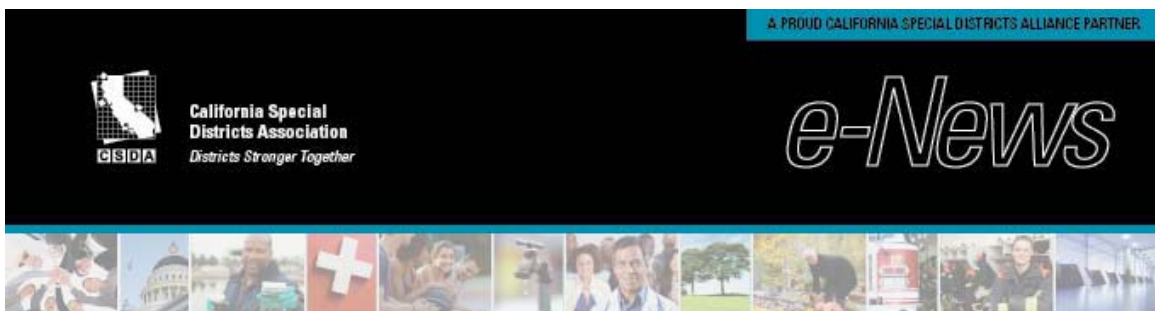 A PROUD CALIFORNIA SPECIAL DISTRICTS ALLIANCE PARTNER
California Special
Districts Association
Districts Stronger Together
CSDA
e-News